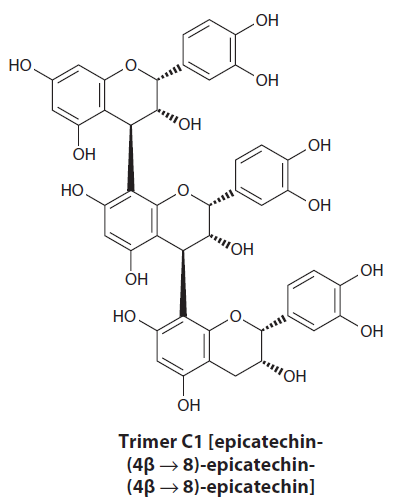 OH
HO
O
OH
OH
OH
OH
HO
O
OH
OH
OH
OH
HO
O
OH
OH
OH
Trimer C1 [epicatechin-
(4β → 8)-epicatechin-
(4β → 8)-epicatechin]